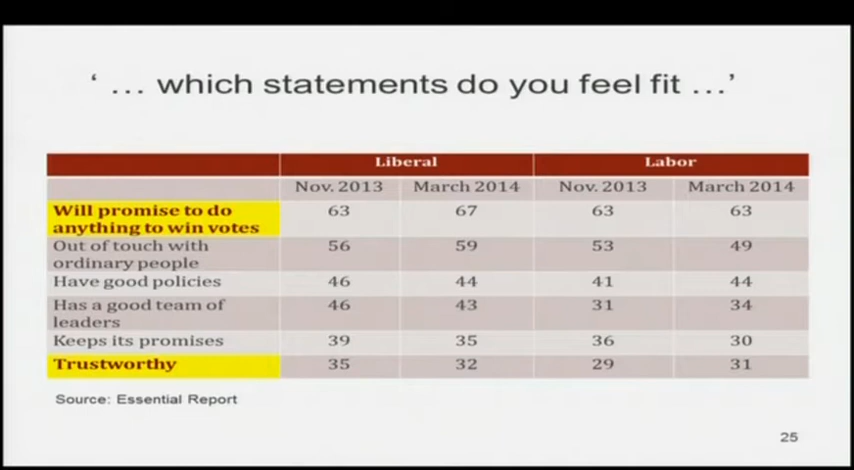 ‘ … which statements do you feel fit …’
Liberal Labor
Nov. 2013 March 2014 Nov. 2013 March 2014
Will promise to do
anything to win votes 63 67 63 63
Out of touch with
ordinary people 56 59 53 49
Have good policies 46 44 41 44
Has a good team of
leaders 46 43 31 34
Keeps its promises 39 35 36 30
Trustworthy 35 32 29 31
Source: Essential Report
25